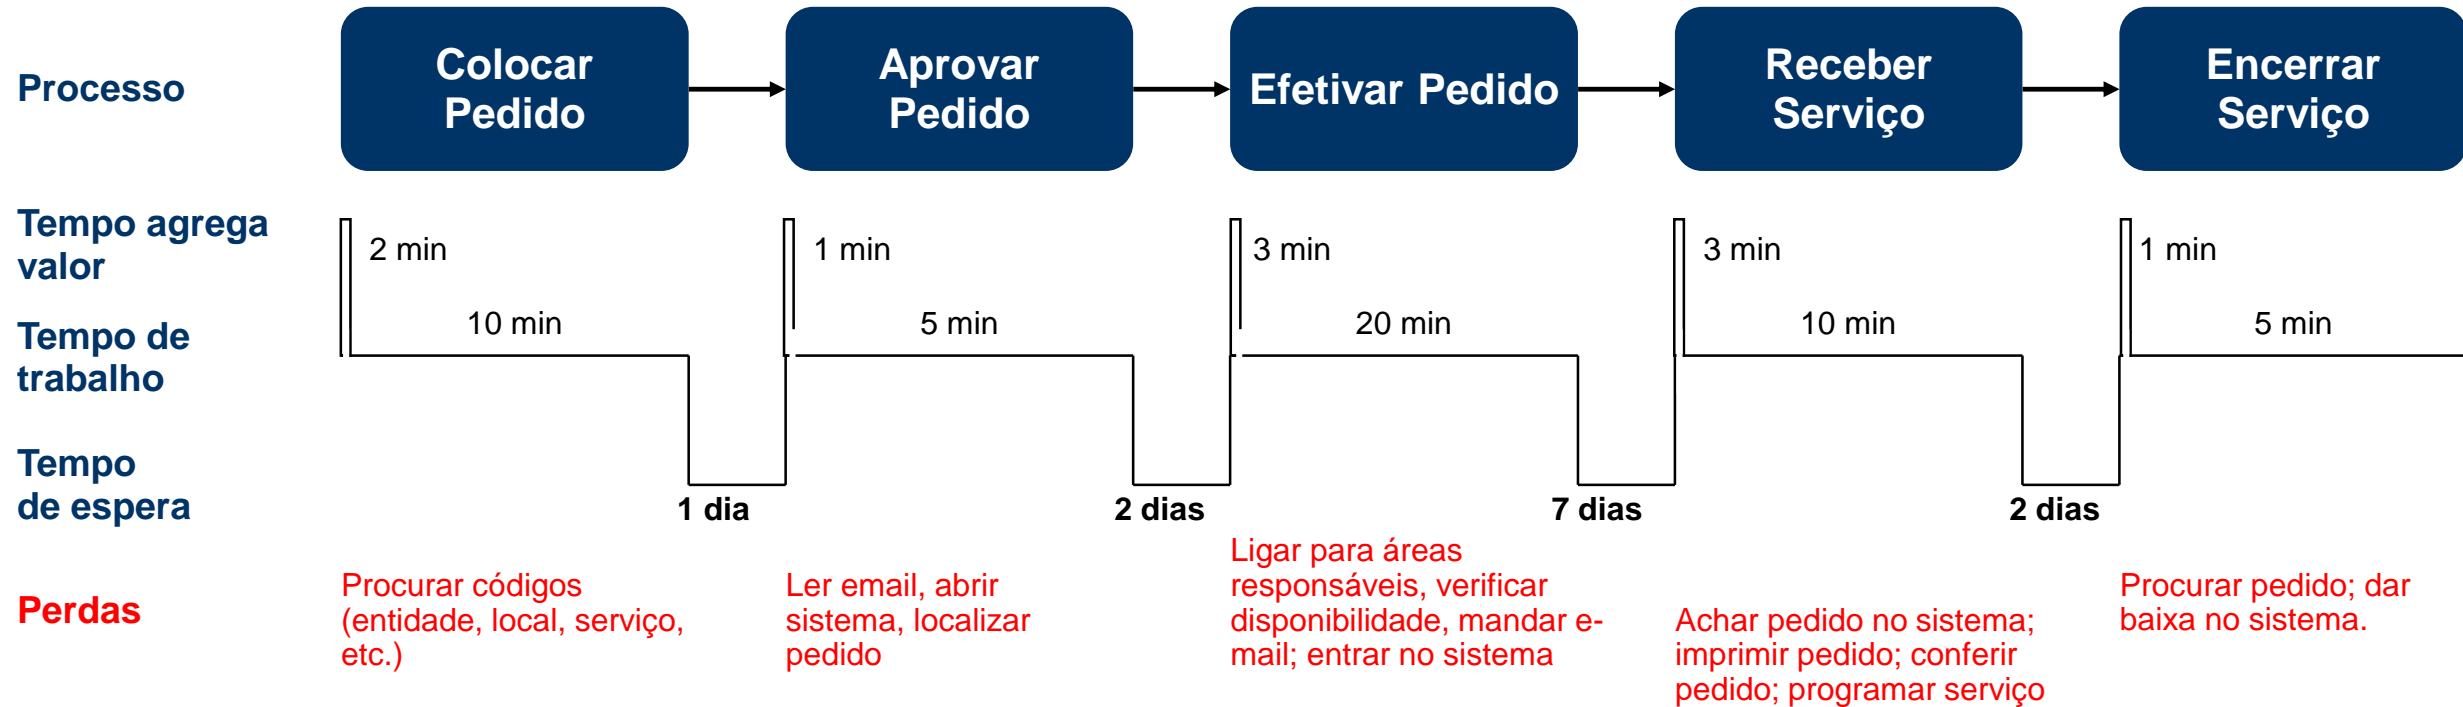 Processo
Colocar
Pedido
Aprovar
Pedido
Efetivar Pedido
Receber
Serviço
Encerrar
Serviço
Tempo agrega
valor
2 min
1 min
3 min
3 min
1 min
Tempo de
trabalho
10 min
5 min
20 min
10 min
5 min
Tempo
de espera
1 dia
2 dias
7 dias
2 dias
Perdas
Procurar códigos
(entidade, local, serviço,
etc.)
Ler email, abrir
sistema, localizar
pedido
Ligar para áreas
responsáveis, verificar
disponibilidade, mandar e-
mail; entrar no sistema
Achar pedido no sistema;
imprimir pedido; conferir
pedido; programar serviço
Procurar pedido; dar
baixa no sistema.